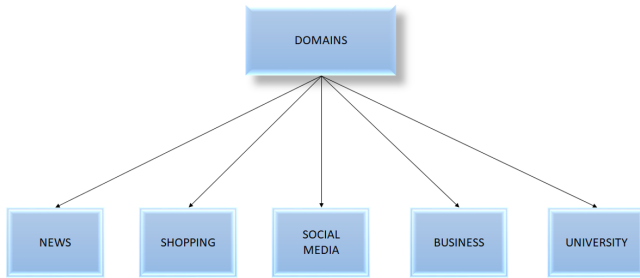 DOMAINS
NEWS
SHOPPING
SOCIAL
MEDIA
BUSINESS
UNIVERSITY